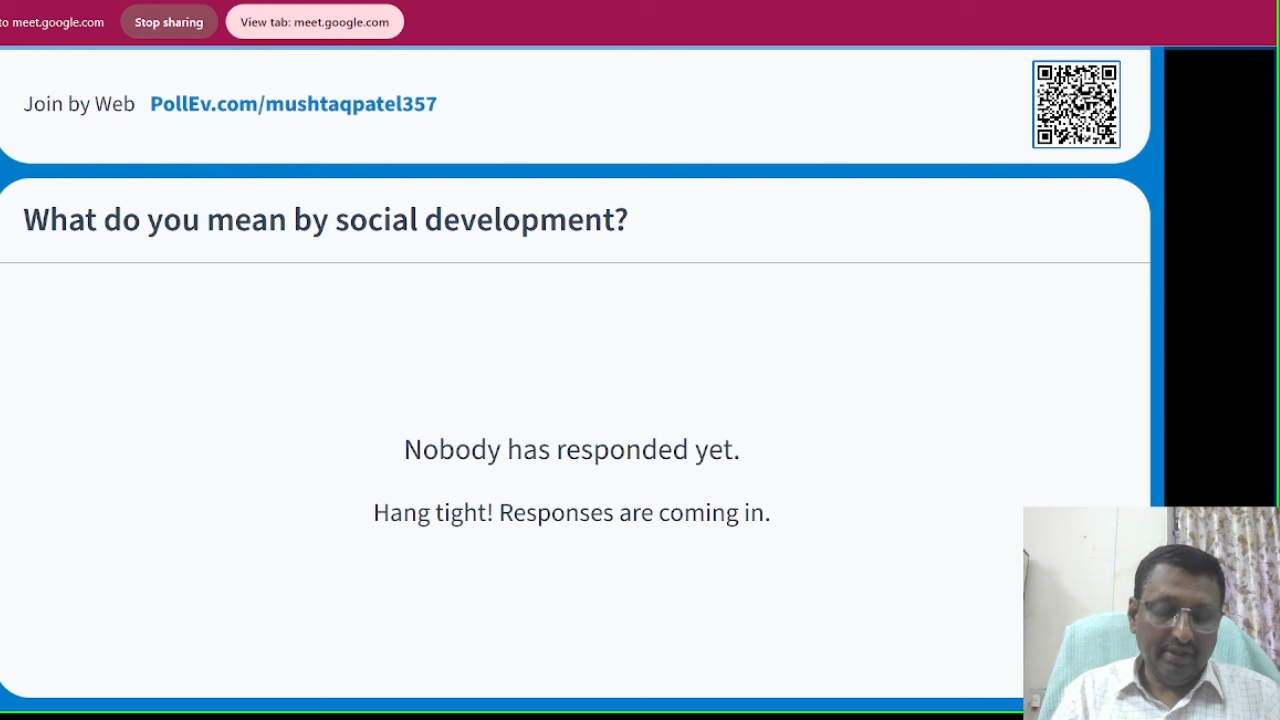 to meet.google.com Stop sharing View tab: meet.google.com
Join by Web PollEv.com/mushtaqpatel357
What do you mean by social development?
Nobody has responded yet.
Hang tight! Responses are coming in.